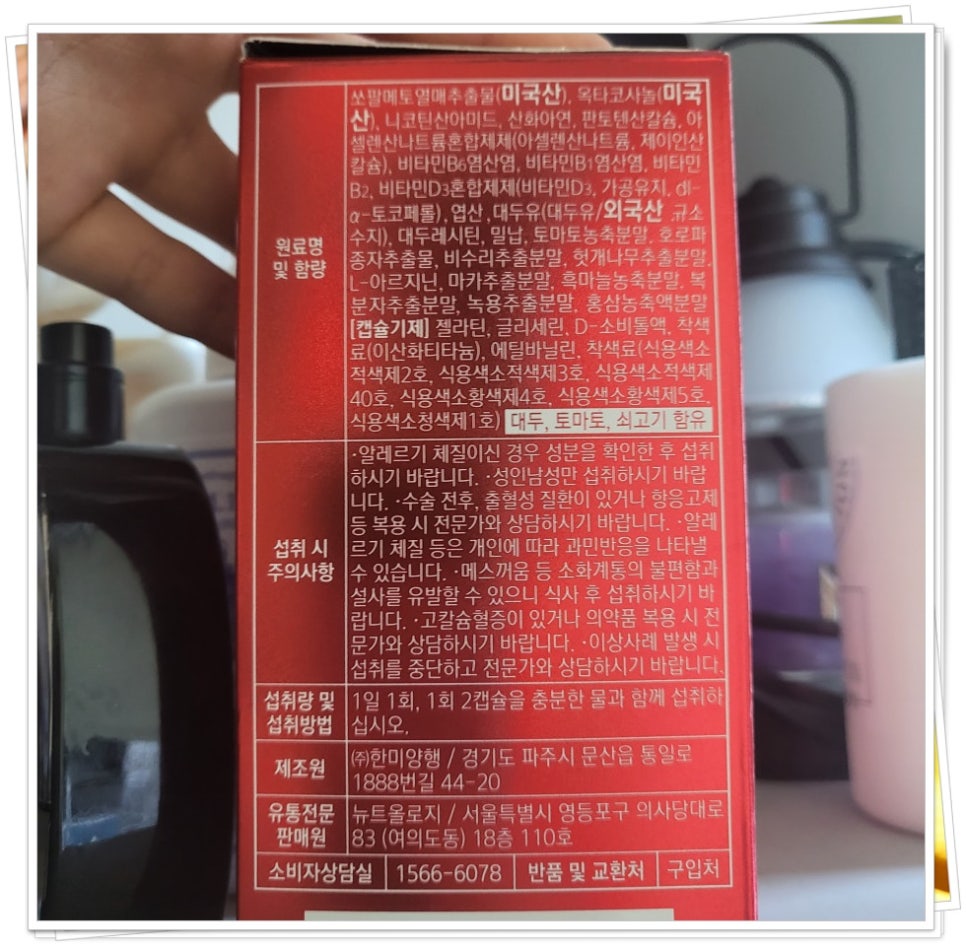 원료명
및 함량
쏘팔메토열매추출물(미국산), 옥타코사놀(미국
산), 니코틴산아미드, 산화아연, 판토텐산칼슘, 아
셀렌산나트륨혼합제제(아셀렌산나트륨, 제이인산
칼슘), 비타민B6염산염, 비타민B1염산염, 비타민
B2, 비타민D3혼합제제(비타민D3, 가공유지, dl-
α-토코페롤), 엽산, 대두유(대두유/외국산, 규소
수지), 대두레시틴, 밀납, 토마토농축분말, 호로파
종자추출물, 비수리추출분말, 헛개나무추출분말,
L-아르지닌, 마카추출분말, 흑마늘농축분말, 복
분자추출분말, 녹용추출분말, 홍삼농축액분말
[캡슐기제] 젤라틴, 글리세린, D-소비톨액, 착색
료(이산화티타늄), 에틸바닐린, 착색료(식용색소
적색제2호, 식용색소적색제3호, 식용색소적색제
40호, 식용색소황색제4호, 식용색소황색제5호,
식용색소청색제1호) 대두, 토마토, 쇠고기 함유
섭취 시
주의사항
·알레르기 체질이신 경우 성분을 확인한 후 섭취
하시기 바랍니다. ·성인남성만 섭취하시기 바랍
니다. ·수술 전후, 출혈성 질환이 있거나 항응고제
등 복용 시 전문가와 상담하시기 바랍니다. ·알레
르기 체질 등은 개인에 따라 과민반응을 나타낼
수 있습니다. ·메스꺼움 등 소화계통의 불편함과
설사를 유발할 수 있으니 식사 후 섭취하시기 바
랍니다. ·고칼슘혈증이 있거나 의약품 복용 시 전
문가와 상담하시기 바랍니다. ·이상사례 발생 시
섭취를 중단하고 전문가와 상담하시기 바랍니다.
섭취량 및
섭취방법
1일 1회, 1회 2캡슐을 충분한 물과 함께 섭취하
십시오.
제조원
㈜한미양행 / 경기도 파주시 문산읍 통일로
1888번길 44-20
유통전문
판매원
뉴트올로지 / 서울특별시 영등포구 의사당대로
83 (여의도동) 18층 110호
소비자상담실 1566-6078 반품 및 교환처 구입처